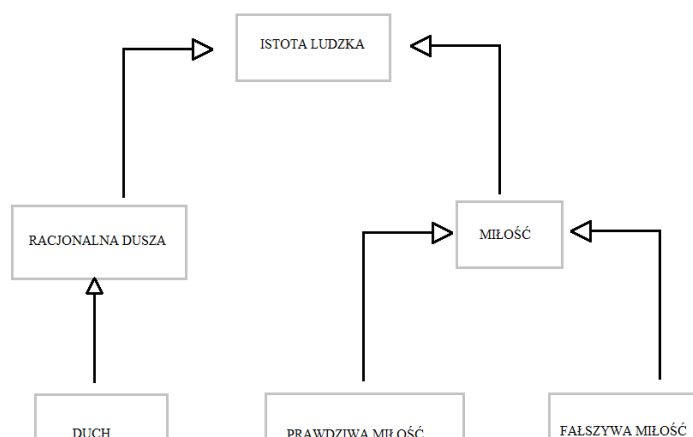 ISTOTA LUDZKA
RACJONALNA DUSZA
MIŁOŚĆ
DUCH
PRAWDZIWA MIŁOŚĆ
FAŁSZYWA MIŁOŚĆ